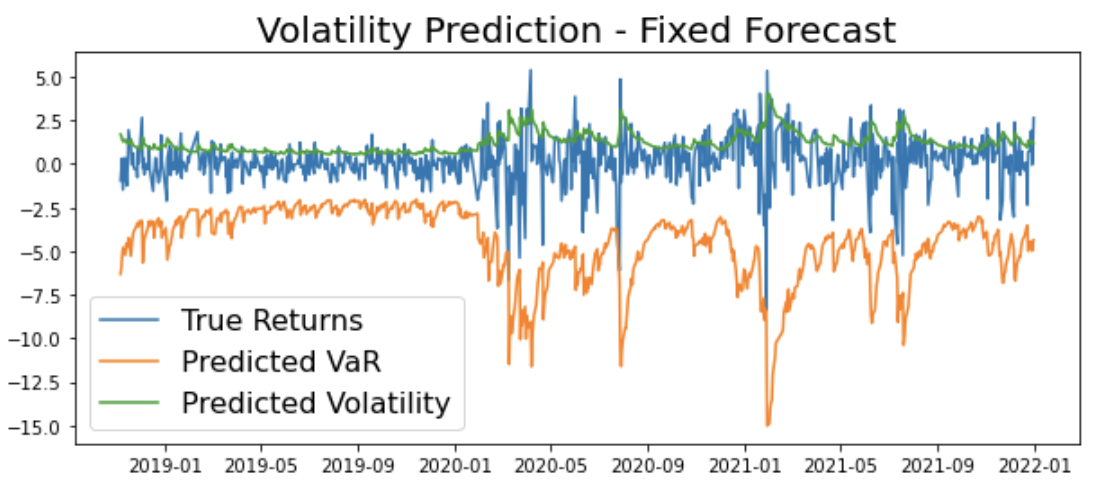 Volatility Prediction - Fixed Forecast
5.0
2.5
0.0
−2.5
−5.0
−7.5
−10.0
−12.5
−15.0
True Returns
Predicted VaR
Predicted Volatility
2019-01 2019-05 2019-09 2020-01 2020-05 2020-09 2021-01 2021-05 2021-09 2022-01